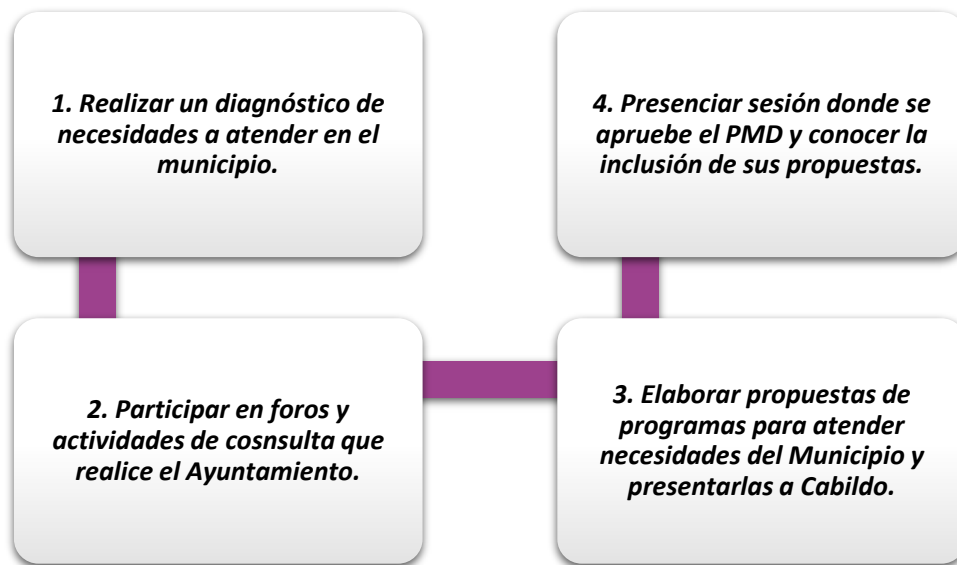 1. Realizar un diagnóstico de
necesidades a atender en el
municipio.
2. Participar en foros y
actividades de cosnsulta que
realice el Ayuntamiento.
3. Elaborar propuestas de
programas para atender
necesidades del Municipio y
presentarlas a Cabildo.
4. Presenciar sesión donde se
apruebe el PMD y conocer la
inclusión de sus propuestas.